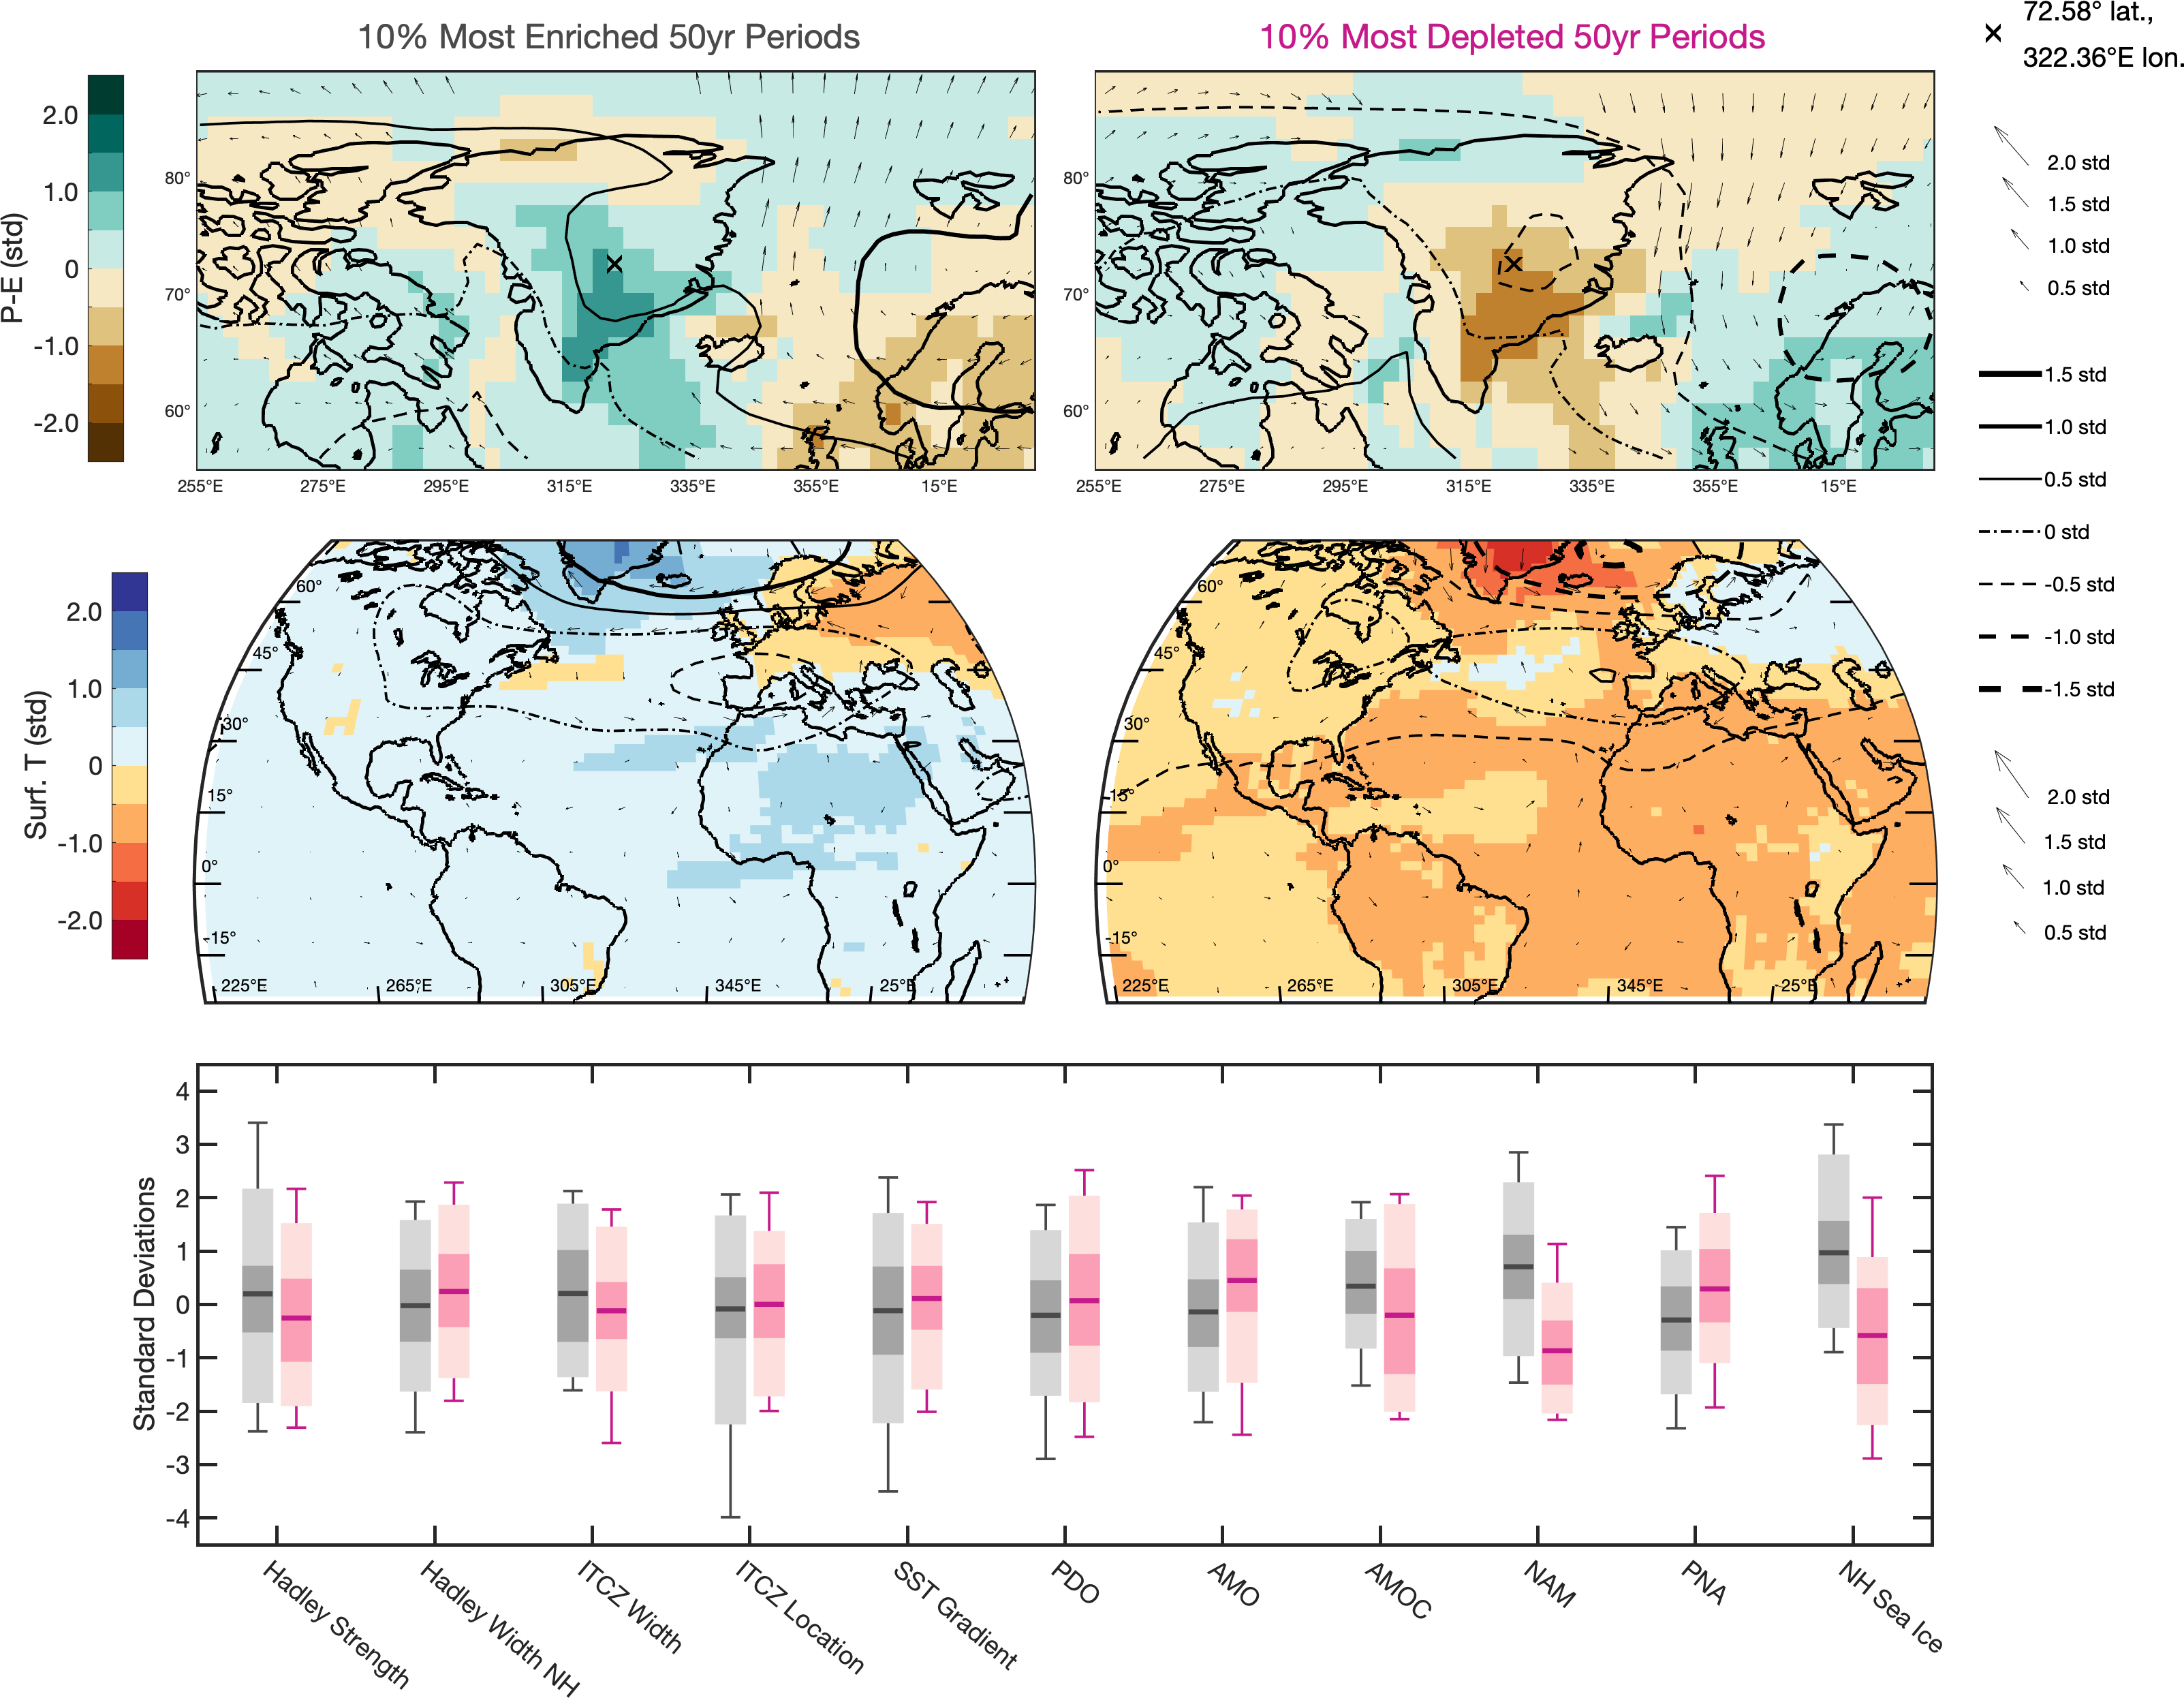 10% Most Enriched 50yr Periods
10% Most Depleted 50yr Periods
72.58° lat.,
322.36°E lon.
P-E (std)
2.0
1.0
0
-1.0
-2.0
80°
70°
60°
255°E 275°E 295°E 315°E 335°E 355°E 15°E
80°
70°
60°
255°E 275°E 295°E 315°E 335°E 355°E 15°E
2.0 std
1.5 std
1.0 std
0.5 std
1.5 std
1.0 std
0.5 std
0 std
-0.5 std
-1.0 std
-1.5 std
Surf. T (std)
2.0
1.0
0
-1.0
-2.0
60°
45°
30°
15°
0°
-15°
225°E 265°E 305°E 345°E 25°E
60°
45°
30°
15°
0°
-15°
225°E 265°E 305°E 345°E 25°E
2.0 std
1.5 std
1.0 std
0.5 std
Standard Deviations
4
3
2
1
0
-1
-2
-3
-4
Hadley Strength
Hadley Width NH
ITCZ Width
ITCZ Location
SST Gradient
PDO
AMO
AMOC
NAM
PNA
NH Sea Ice